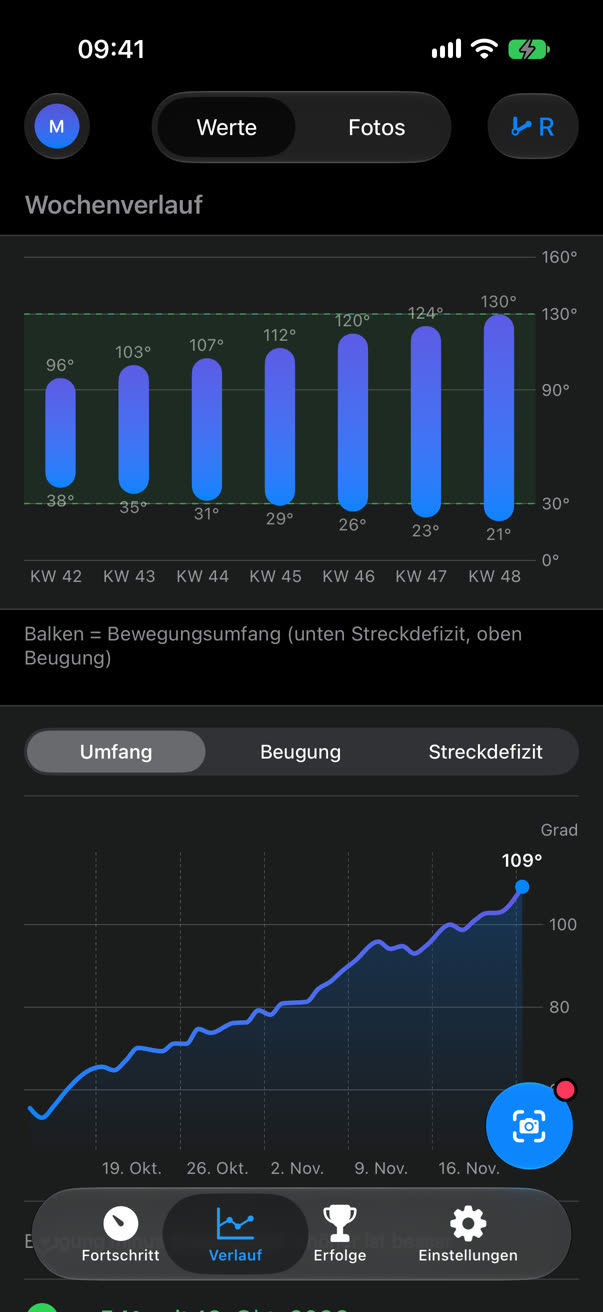 09:41
M
Werte
Fotos
R
Wochenverlauf
160°
130°
90°
30°
0°
96°
103°
107°
112°
120°
124°
130°
38°
35°
31°
29°
26°
23°
21°
KW 42
KW 43
KW 44
KW 45
KW 46
KW 47
KW 48
Balken = Bewegungsumfang (unten Streckdefizit, oben
Beugung)
Umfang
Beugung
Streckdefizit
Grad
109°
100
80
19. Okt.
26. Okt.
2. Nov.
9. Nov.
16. Nov.
Fortschritt
Verlauf
Erfolge
Einstellungen